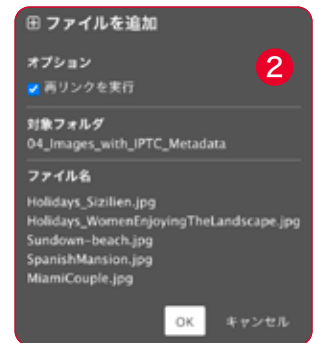 ファイルを追加
2
オプション
再リンクを実行
対象フォルダ
04_Images_with_IPTC_Metadata
ファイル名
Holidays_Sizilien.jpg
Holidays_WomenEnjoyingTheLandscape.jpg
Sundown-beach.jpg
SpanishMansion.jpg
MiamiCouple.jpg
OK キャンセル